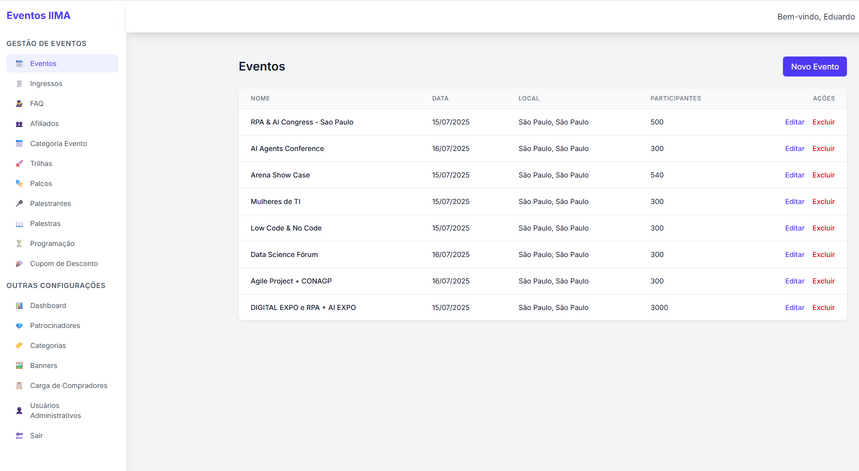 Eventos IIMA
Bem-vindo, Eduardo
GESTÃO DE EVENTOS
Eventos
Ingressos
FAQ
Afiliados
Categoria Evento
Trilhas
Palcos
Palestrantes
Palestras
Programação
Cupom de Desconto
OUTRAS CONFIGURAÇÕES
Dashboard
Patrocinadores
Categorias
Banners
Carga de Compradores
Usuários
Administrativos
Sair
Eventos
Novo Evento
NOME DATA LOCAL PARTICIPANTES AÇÕES
RPA & AI Congress - Sao Paulo 15/07/2025 São Paulo, São Paulo 500 Editar Excluir
AI Agents Conference 16/07/2025 São Paulo, São Paulo 300 Editar Excluir
Arena Show Case 15/07/2025 São Paulo, São Paulo 540 Editar Excluir
Mulheres de TI 15/07/2025 São Paulo, São Paulo 300 Editar Excluir
Low Code & No Code 15/07/2025 São Paulo, São Paulo 300 Editar Excluir
Data Science Fórum 16/07/2025 São Paulo, São Paulo 300 Editar Excluir
Agile Project + CONAGP 16/07/2025 São Paulo, São Paulo 300 Editar Excluir
DIGITAL EXPO e RPA + AI EXPO 15/07/2025 São Paulo, São Paulo 3000 Editar Excluir